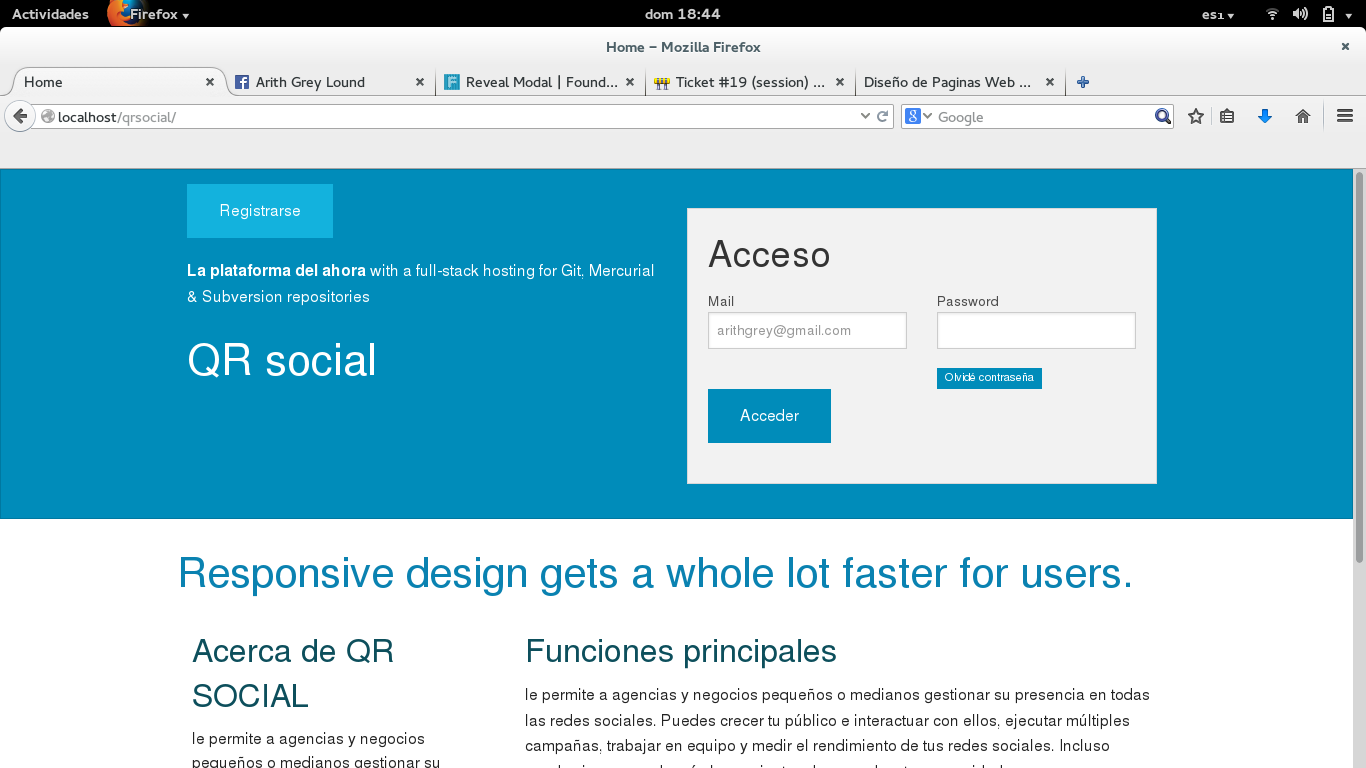 Actividades Firefox dom 18:44 es1
Home – Mozilla Firefox
Home Arith Grey Lound Reveal Modal | Found... Ticket #19 (session) ... Diseño de Paginas Web ...
localhost/qrsocial/ Google
Registrarse
La plataforma del ahora with a full-stack hosting for Git, Mercurial
& Subversion repositories
QR social
Acceso
Mail Password
arithgrey@gmail.com
Olvidé contraseña
Acceder
Responsive design gets a whole lot faster for users.
Acerca de QR
SOCIAL
le permite a agencias y negocios
pequeños o medianos gestionar su
Funciones principales
le permite a agencias y negocios pequeños o medianos gestionar su presencia en todas
las redes sociales. Puedes crecer tu público e interactuar con ellos, ejecutar múltiples
campañas, trabajar en equipo y medir el rendimiento de tus redes sociales. Incluso